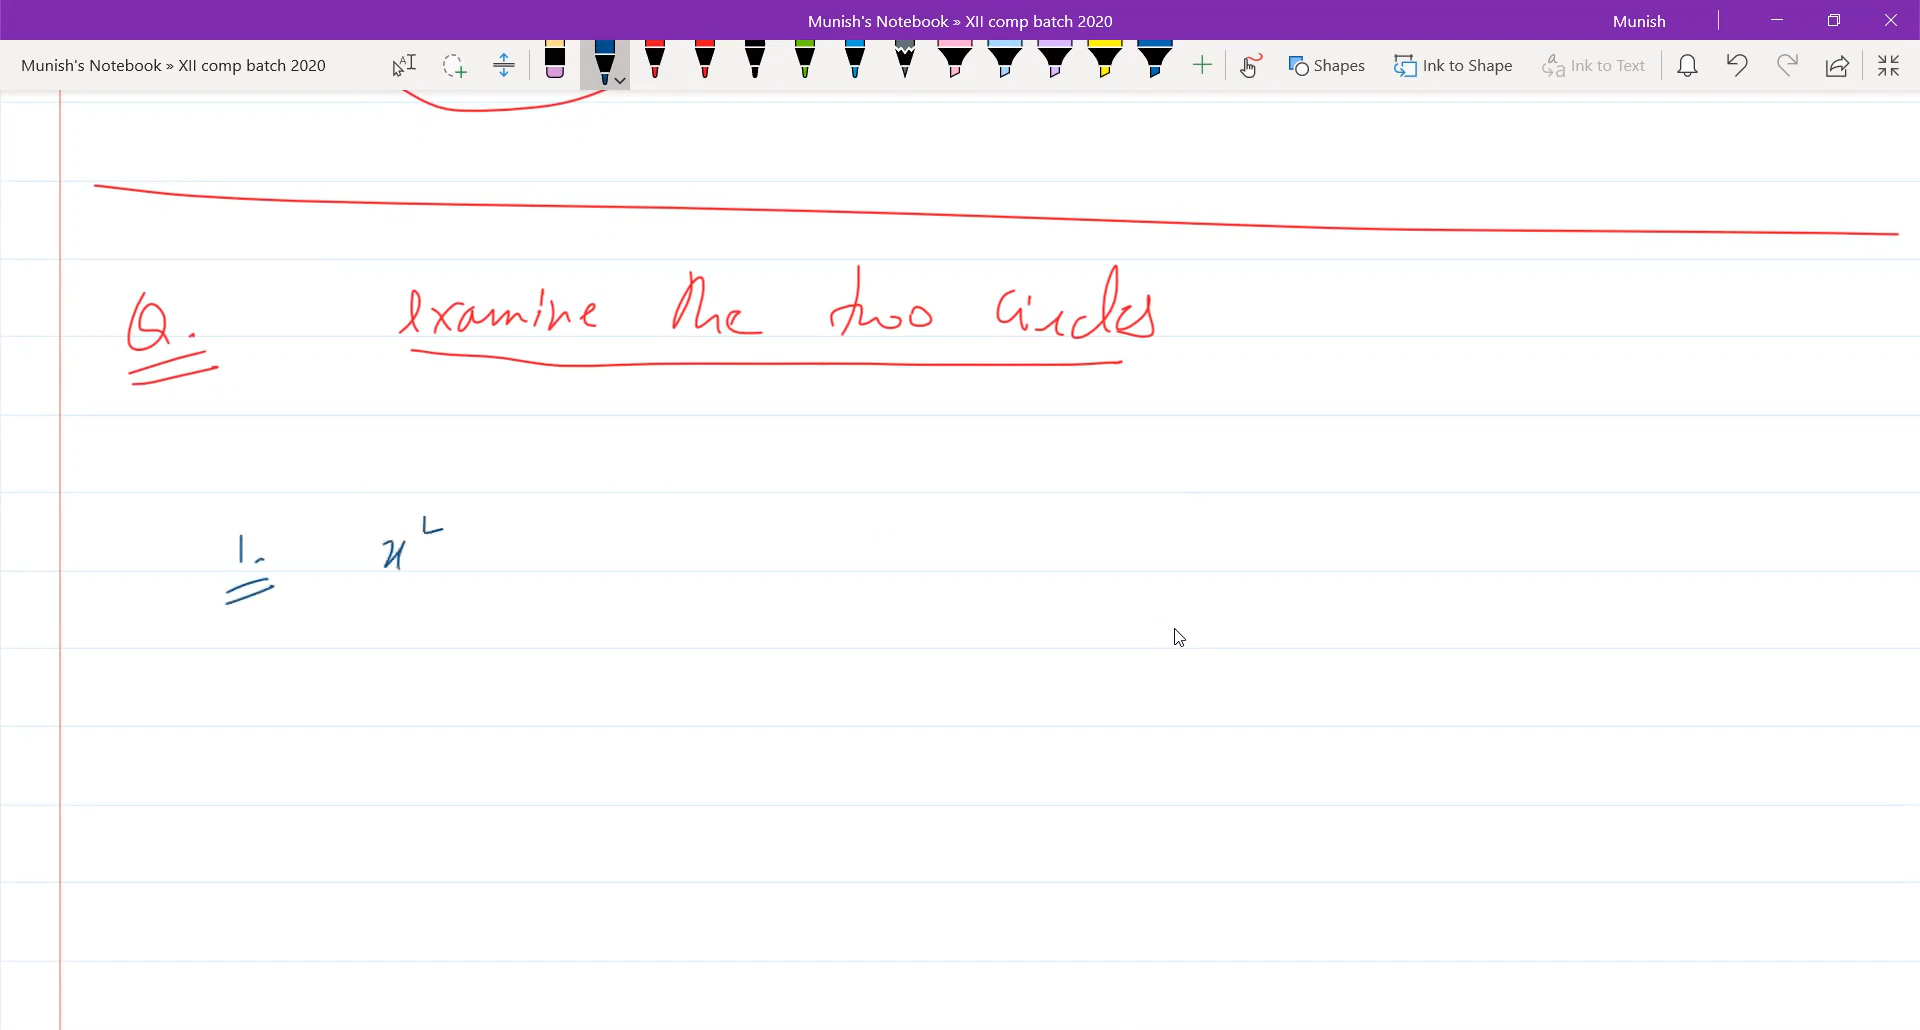 Munish's Notebook » XII comp batch 2020
Munish
Munish's Notebook » XII comp batch 2020
Shapes
Ink to Shape
Ink to Text
Q. examine the two circles
1. x²